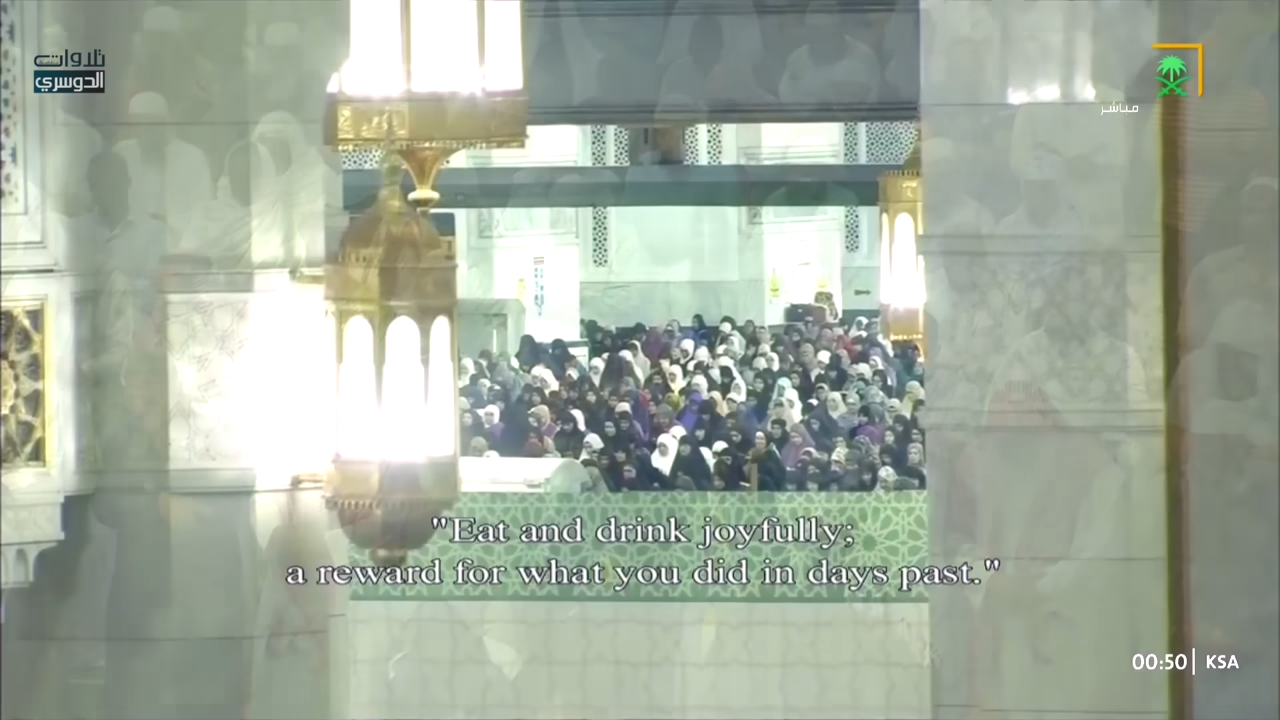 تلاوات
الدوسري
مباشر
"Eat and drink joyfully;
a reward for what you did in days past."
00:50 | KSA